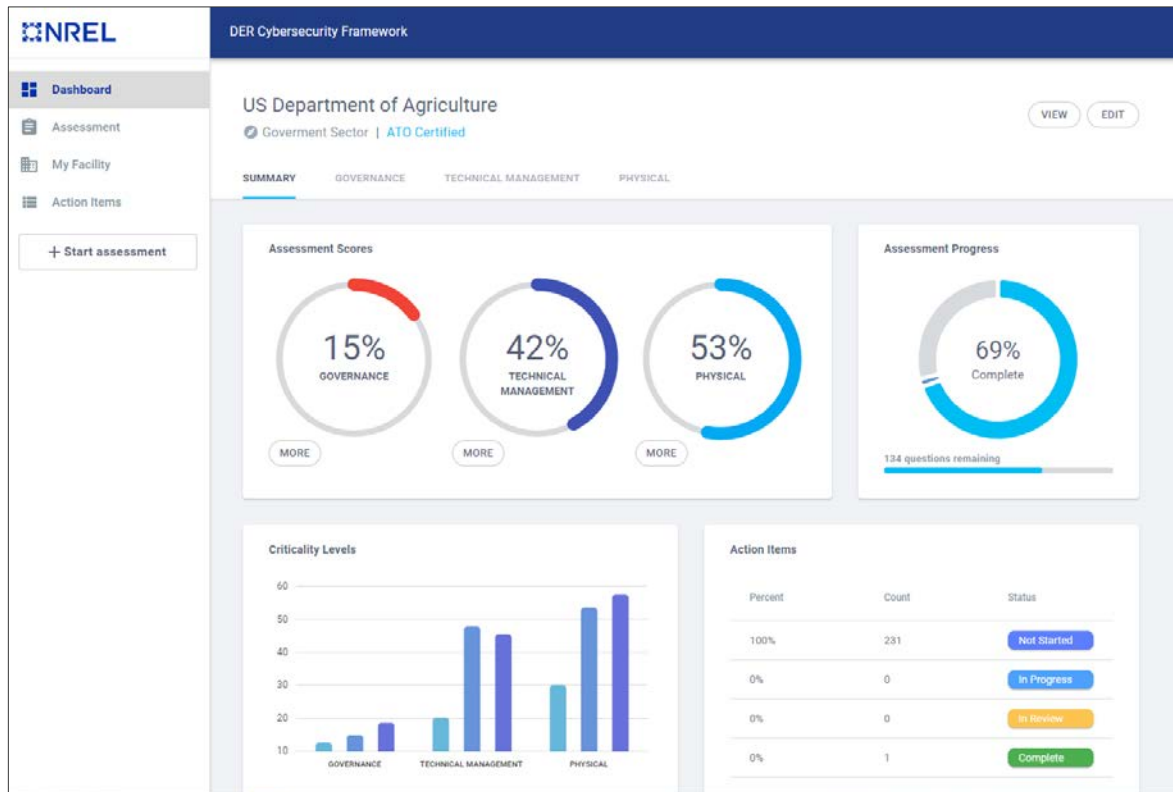 NREL
DER Cybersecurity Framework
Dashboard
Assessment
My Facility
Action Items
+ Start assessment
US Department of Agriculture
Goverment Sector | ATO Certified
VIEW EDIT
SUMMARY GOVERNANCE TECHNICAL MANAGEMENT PHYSICAL
Assessment Scores
15%
GOVERNANCE
MORE
42%
TECHNICAL
MANAGEMENT
MORE
53%
PHYSICAL
MORE
Assessment Progress
69%
Complete
134 questions remaining
Criticality Levels
60
50
40
30
20
10
GOVERNANCE TECHNICAL MANAGEMENT PHYSICAL
Action Items
Percent Count Status
100% 231 Not Started
0% 0 In Progress
0% 0 In Review
0% 1 Complete